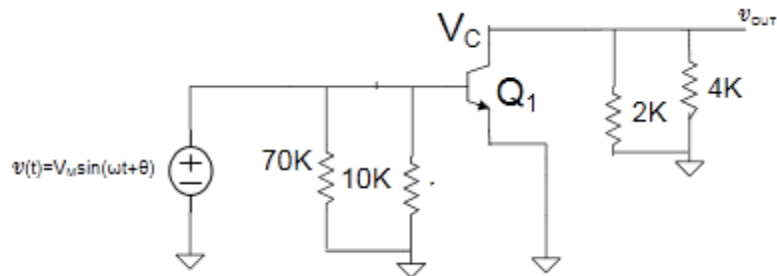 V_C
v_OUT
Q₁
4K
2K
70K
10K
v(t)=V_M sin(ωt+θ)